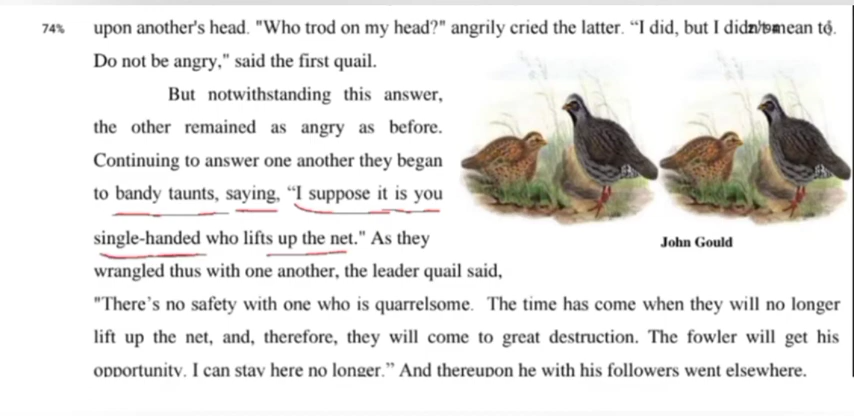 74%
upon another's head. "Who trod on my head?" angrily cried the latter. “I did, but I mean to.
Do not be angry," said the first quail.
But notwithstanding this answer,
the other remained as angry as before.
Continuing to answer one another they began
to bandy taunts, saying, “I suppose it is you
single-handed who lifts up the net." As they
John Gould
wrangled thus with one another, the leader quail said,
"There’s no safety with one who is quarrelsome. The time has come when they will no longer
lift up the net, and, therefore, they will come to great destruction. The fowler will get his
opportunity. I can stay here no longer.” And thereupon he with his followers went elsewhere.